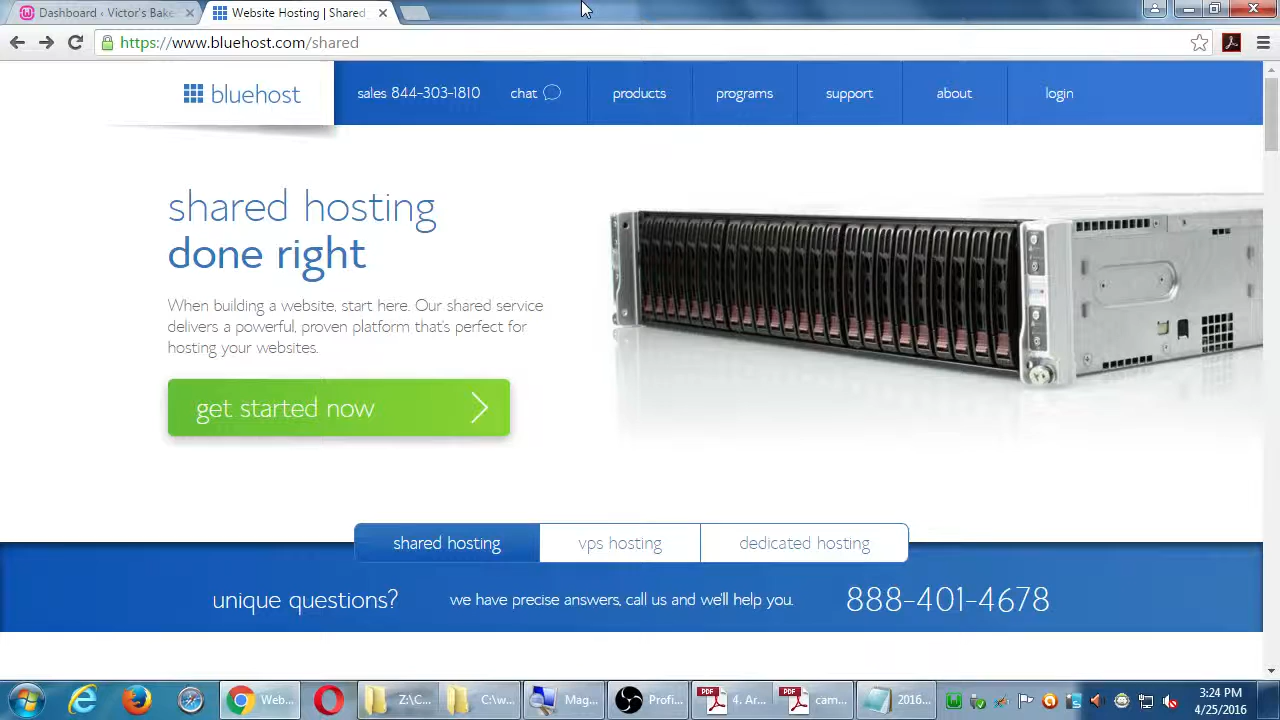 Dashboard ‹ Victor's Bake
Website Hosting | Shared
https://www.bluehost.com/shared
bluehost
sales 844-303-1810
chat
products
programs
support
about
login
shared hosting
done right
When building a website, start here. Our shared service
delivers a powerful, proven platform that's perfect for
hosting your websites.
get started now
shared hosting
vps hosting
dedicated hosting
unique questions?
we have precise answers, call us and we'll help you.
888-401-4678
Web...
Z:\C...
C:\w...
Mag...
Profi...
PDF
4. Ar...
PDF
cam...
2016...
3:24 PM
4/25/2016